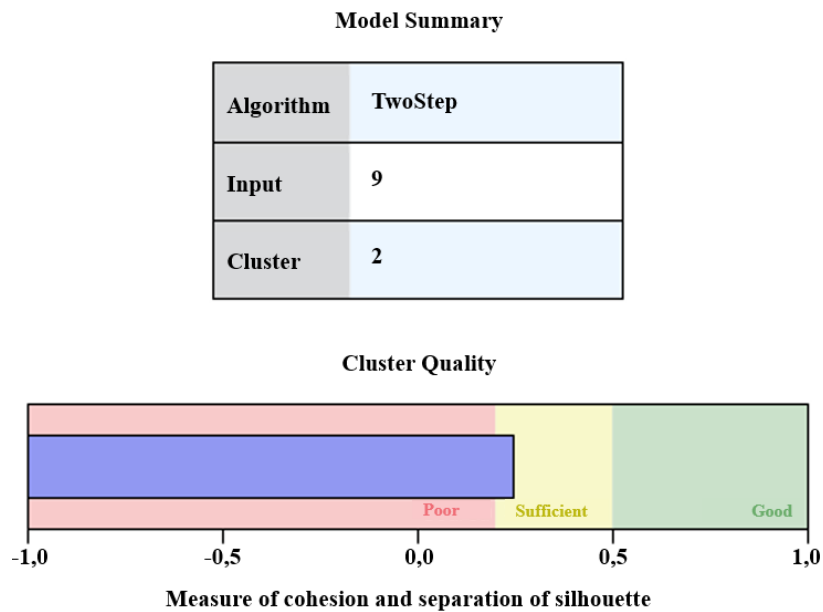 Model Summary
Algorithm TwoStep
Input 9
Cluster 2
Cluster Quality
Poor Sufficient Good
-1,0 -0,5 0,0 0,5 1,0
Measure of cohesion and separation of silhouette